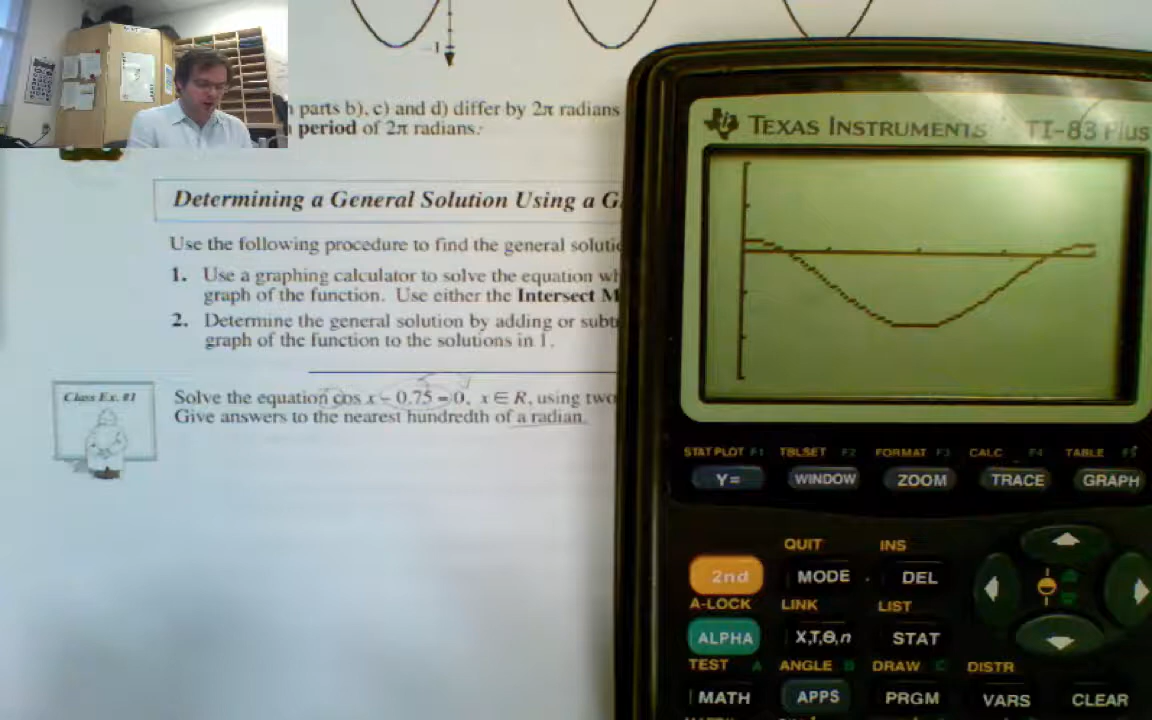 -1
parts b), c) and d) differ by 2π radians
period of 2π radians.
Determining a General Solution Using a G
Use the following procedure to find the general
1. Use a graphing calculator to solve the equation
graph of the function. Use either the Intersect
2. Determine the general solution by adding or
graph of the function to the solutions in 1.
Class Ex. #1
Solve the equation cos x - 0.75 = 0, x ∈ R, using two
Give answers to the nearest hundredth of a radian.
TEXAS INSTRUMENTS TI-83 Plus
STAT PLOT F1 TBLSET F2 FORMAT F3 CALC F4 TABLE F5
Y= WINDOW ZOOM TRACE GRAPH
QUIT INS
2nd MODE DEL
A-LOCK LINK LIST
ALPHA X,T,Θ,n STAT
TEST A ANGLE B DRAW C DISTR
MATH APPS PRGM VARS CLEAR